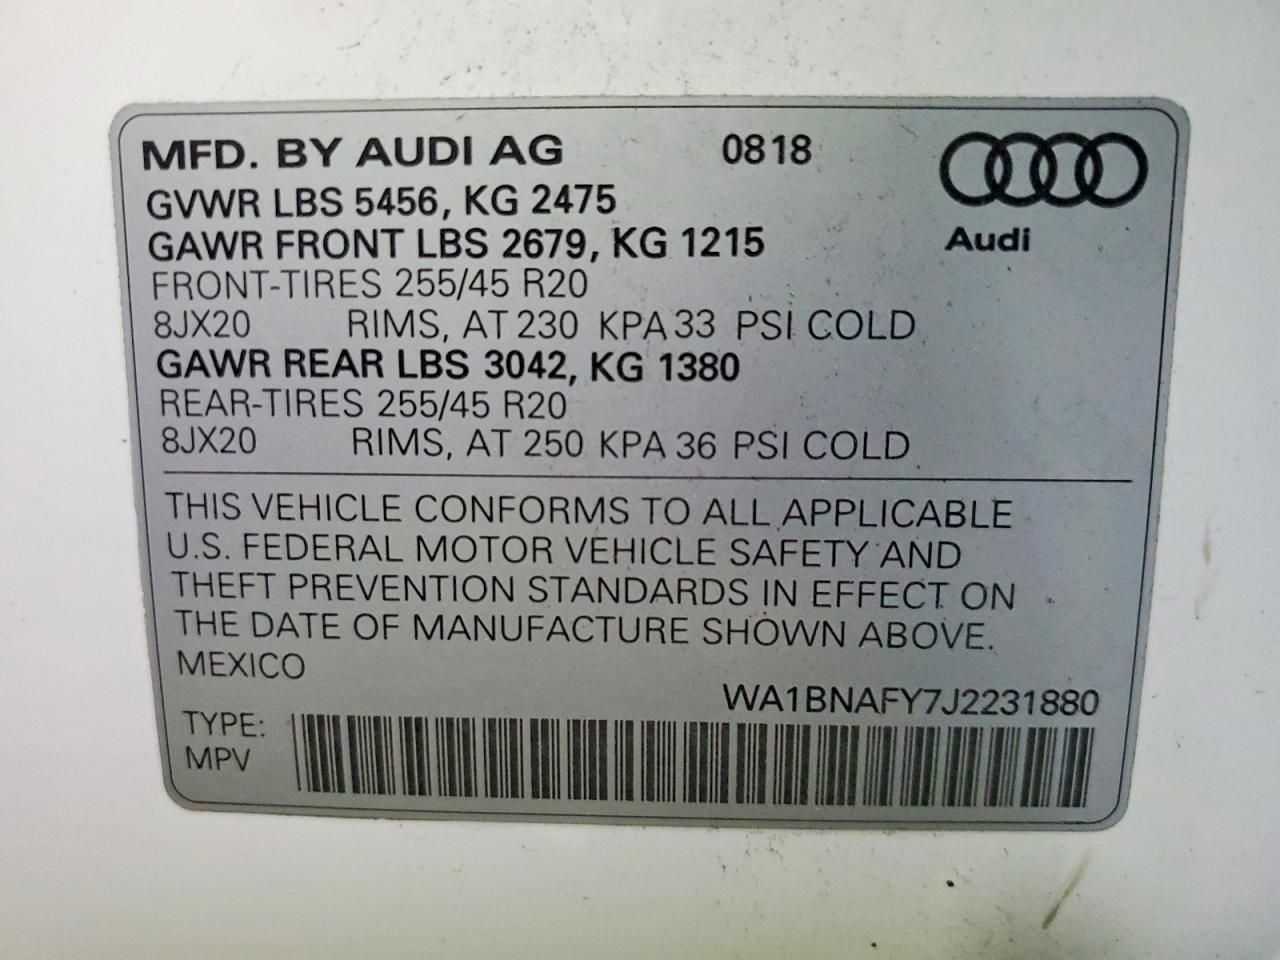 MFD. BY AUDI AG 0818
GVWR LBS 5456, KG 2475
GAWR FRONT LBS 2679, KG 1215
Audi
FRONT-TIRES 255/45 R20
8JX20 RIMS, AT 230 KPA 33 PSI COLD
GAWR REAR LBS 3042, KG 1380
REAR-TIRES 255/45 R20
8JX20 RIMS, AT 250 KPA 36 PSI COLD
THIS VEHICLE CONFORMS TO ALL APPLICABLE
U.S. FEDERAL MOTOR VEHICLE SAFETY AND
THEFT PREVENTION STANDARDS IN EFFECT ON
THE DATE OF MANUFACTURE SHOWN ABOVE.
MEXICO
WA1BNAFY7J2231880
TYPE:
MPV